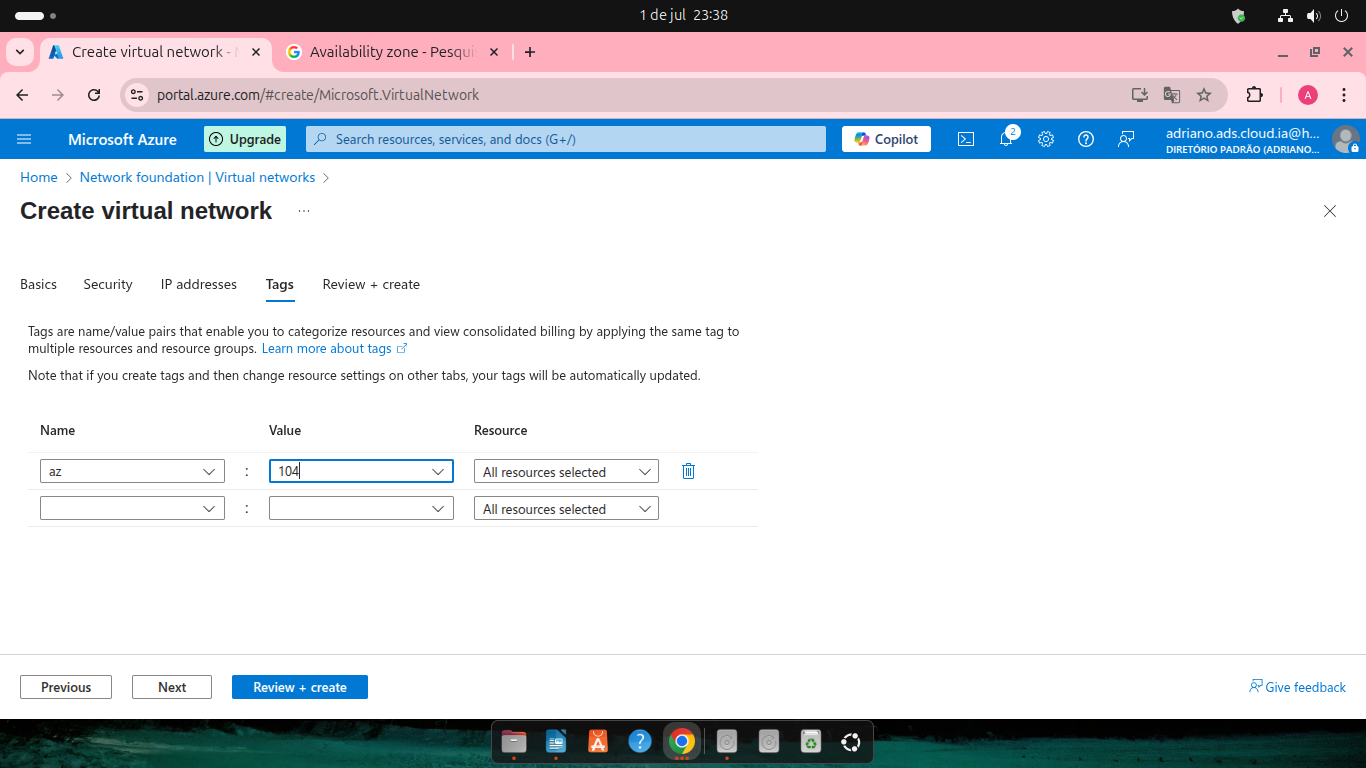 1 de jul 23:38
Create virtual network - M
Availability zone - Pesquis
portal.azure.com/#create/Microsoft.VirtualNetwork
A
Microsoft Azure
Upgrade
Search resources, services, and docs (G+/)
Copilot
2
adriano.ads.cloud.ia@h...
DIRETÓRIO PADRÃO (ADRIANO...
Home > Network foundation | Virtual networks >
Create virtual network ...
Basics Security IP addresses Tags Review + create
Tags are name/value pairs that enable you to categorize resources and view consolidated billing by applying the same tag to
multiple resources and resource groups. Learn more about tags
Note that if you create tags and then change resource settings on other tabs, your tags will be automatically updated.
Name Value Resource
az : 104 All resources selected
: All resources selected
Previous Next Review + create Give feedback